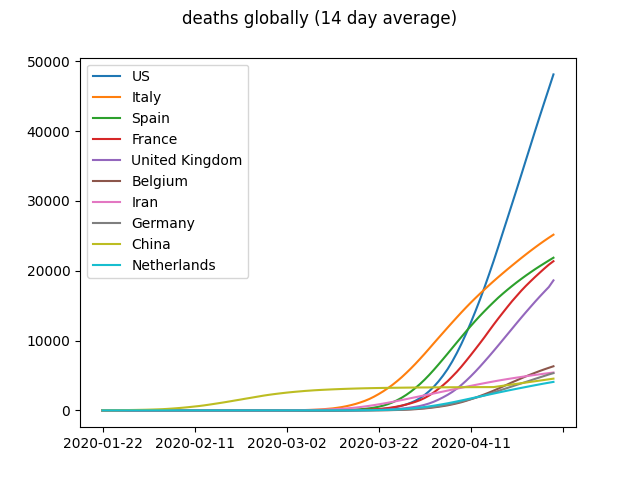 deaths globally (14 day average)
50000
40000
30000
20000
10000
0
US
Italy
Spain
France
United Kingdom
Belgium
Iran
Germany
China
Netherlands
2020-01-22 2020-02-11 2020-03-02 2020-03-22 2020-04-11